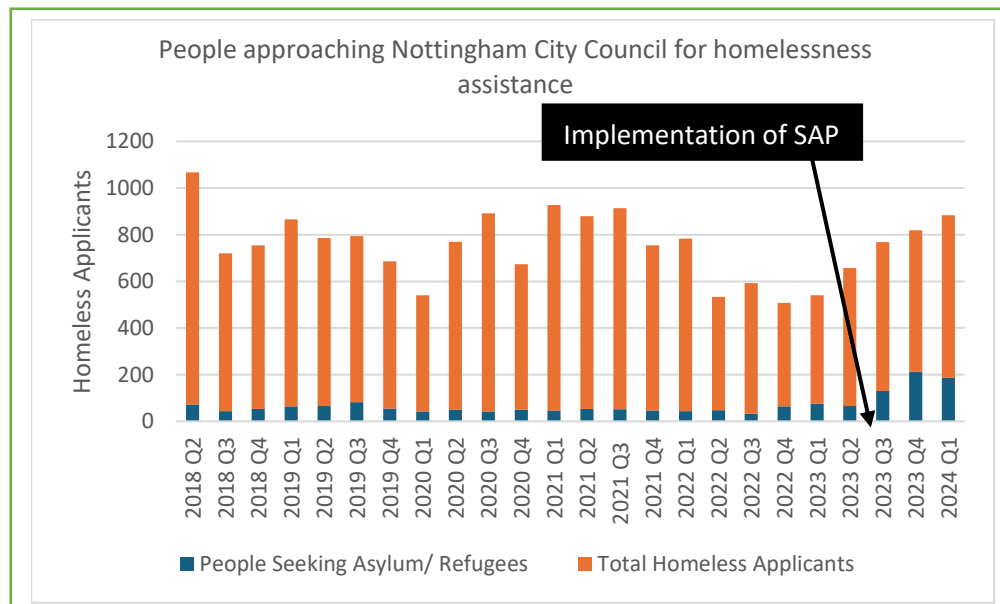 People approaching Nottingham City Council for homelessness
assistance
Implementation of SAP
Homeless Applicants
1200
1000
800
600
400
200
0
2018 Q2
2018 Q3
2018 Q4
2019 Q1
2019 Q2
2019 Q3
2019 Q4
2020 Q1
2020 Q2
2020 Q3
2020 Q4
2021 Q1
2021 Q2
2021 Q3
2021 Q4
2022 Q1
2022 Q2
2022 Q3
2022 Q4
2023 Q1
2023 Q2
2023 Q3
2023 Q4
2024 Q1
People Seeking Asylum/ Refugees
Total Homeless Applicants